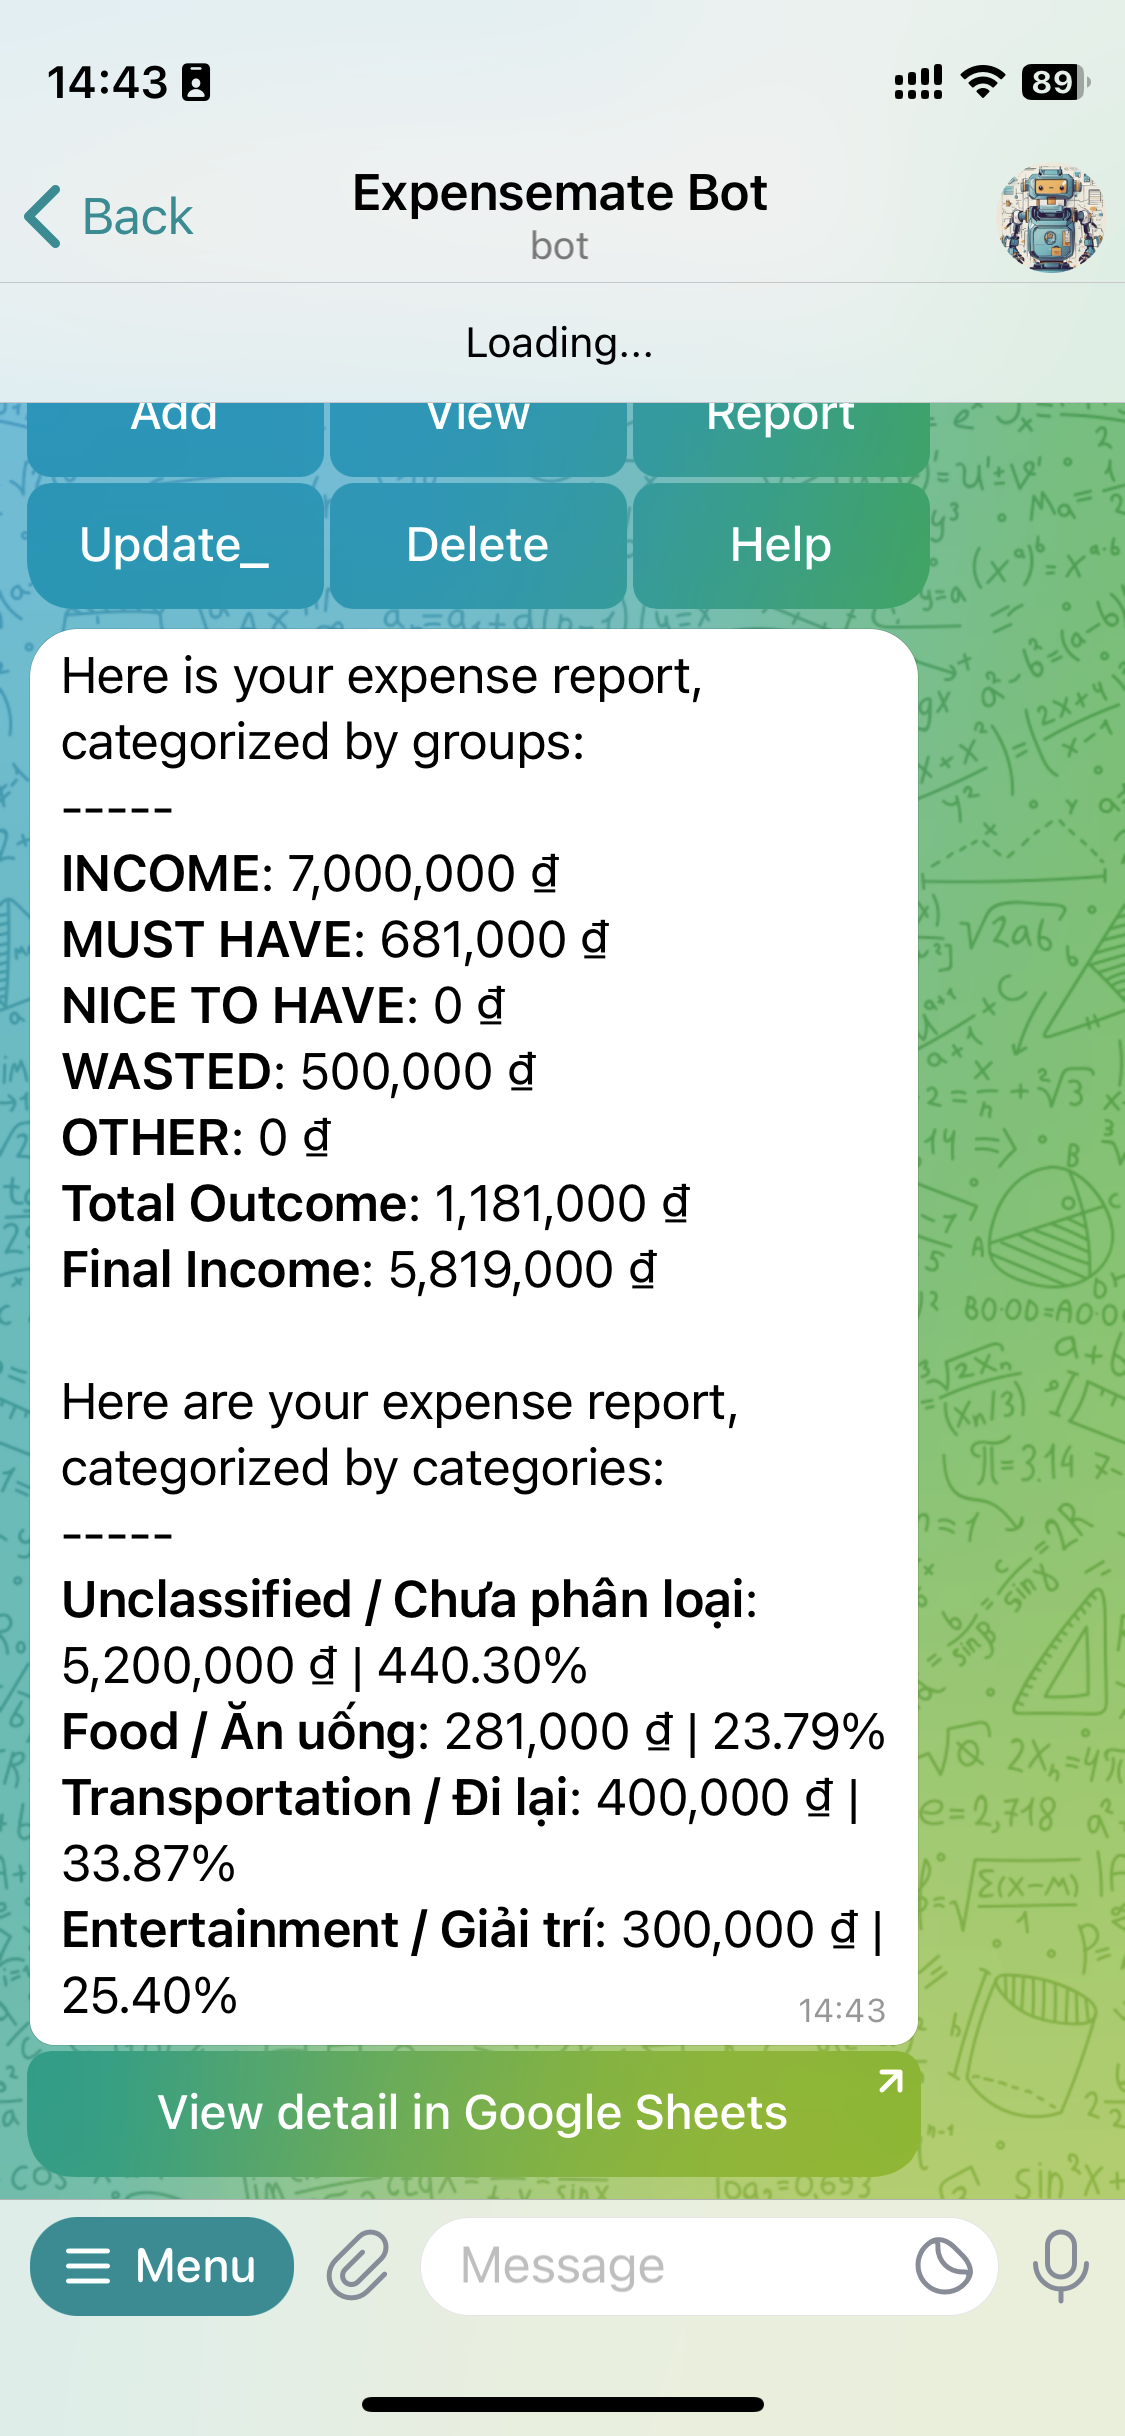 14:43
89
Back
Expensemate Bot
bot
Loading...
Add View Report
Update_ Delete Help
Here is your expense report,
categorized by groups:
-----
INCOME: 7,000,000 ₫
MUST HAVE: 681,000 ₫
NICE TO HAVE: 0 ₫
WASTED: 500,000 ₫
OTHER: 0 ₫
Total Outcome: 1,181,000 ₫
Final Income: 5,819,000 ₫
Here are your expense report,
categorized by categories:
-----
Unclassified / Chưa phân loại:
5,200,000 ₫ | 440.30%
Food / Ăn uống: 281,000 ₫ | 23.79%
Transportation / Đi lại: 400,000 ₫ |
33.87%
Entertainment / Giải trí: 300,000 ₫ |
25.40%
14:43
View detail in Google Sheets
Menu
Message